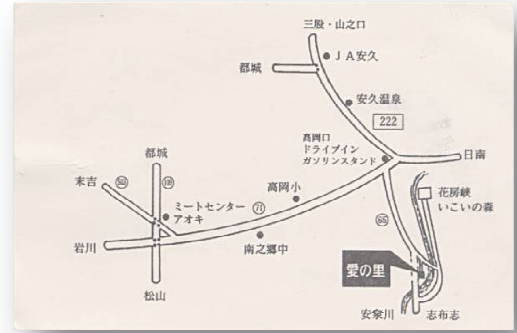 三股・山之口
ＪＡ安久
都城
安久温泉
222
高岡口
ドライブイン
ガソリンスタンド
日南
都城
末吉
ミートセンター
アオキ
高岡小
71
花房峡
いこいの森
65
岩川
南之郷中
愛の里
松山
安楽川
志布志